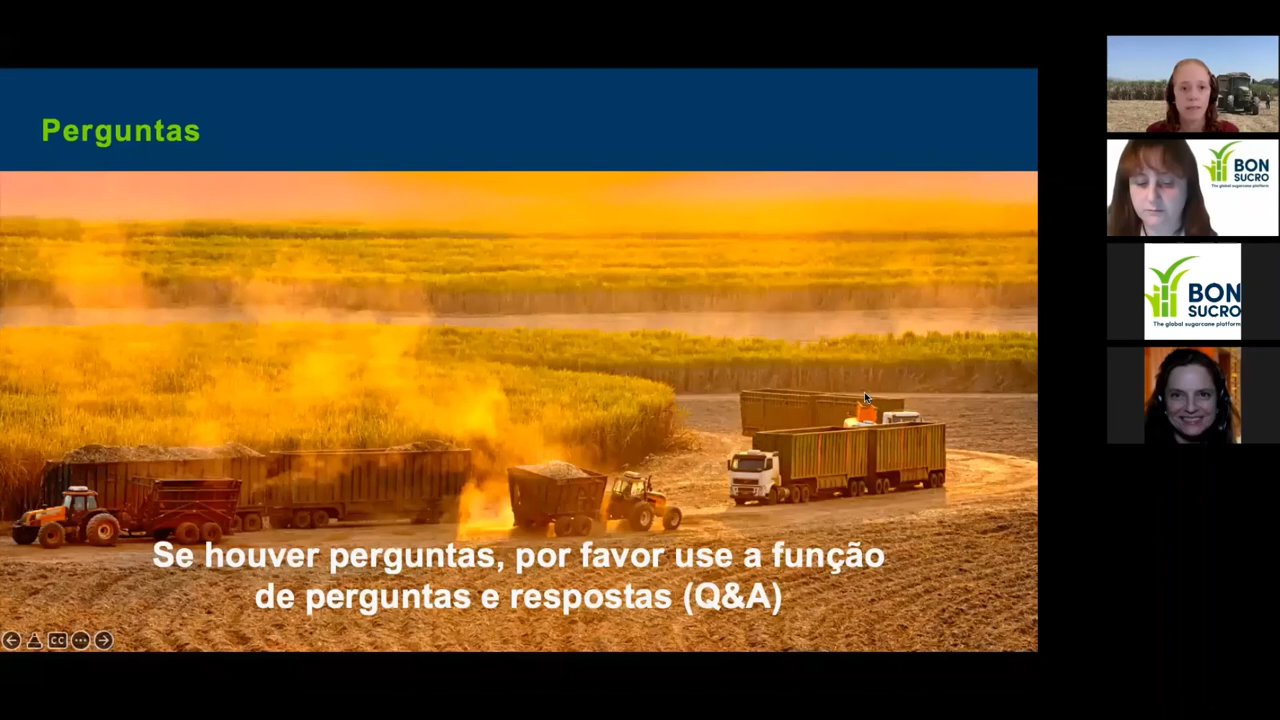 Perguntas
Se houver perguntas, por favor use a função
de perguntas e respostas (Q&A)
CC
BON
SUCRO
The global sugarcane platform
BON
SUCRO
The global sugarcane platform